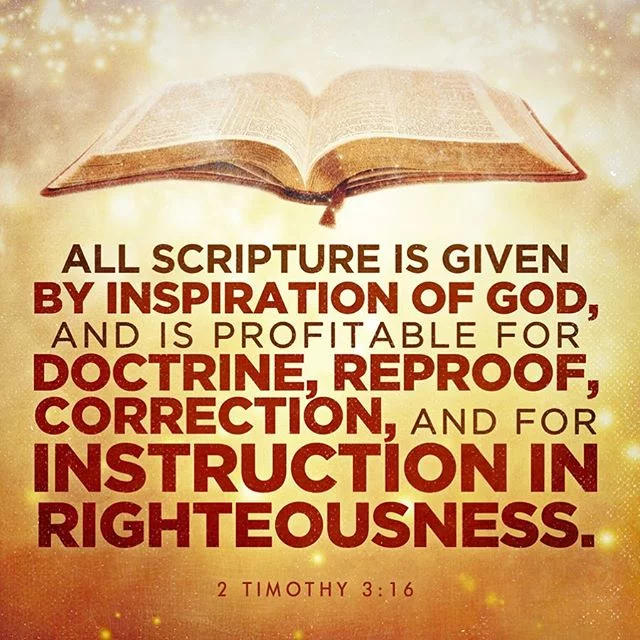 ALL SCRIPTURE IS GIVEN
BY INSPIRATION OF GOD,
AND IS PROFITABLE FOR
DOCTRINE, REPROOF,
CORRECTION, AND FOR
INSTRUCTION IN
RIGHTEOUSNESS.
2 TIMOTHY 3:16